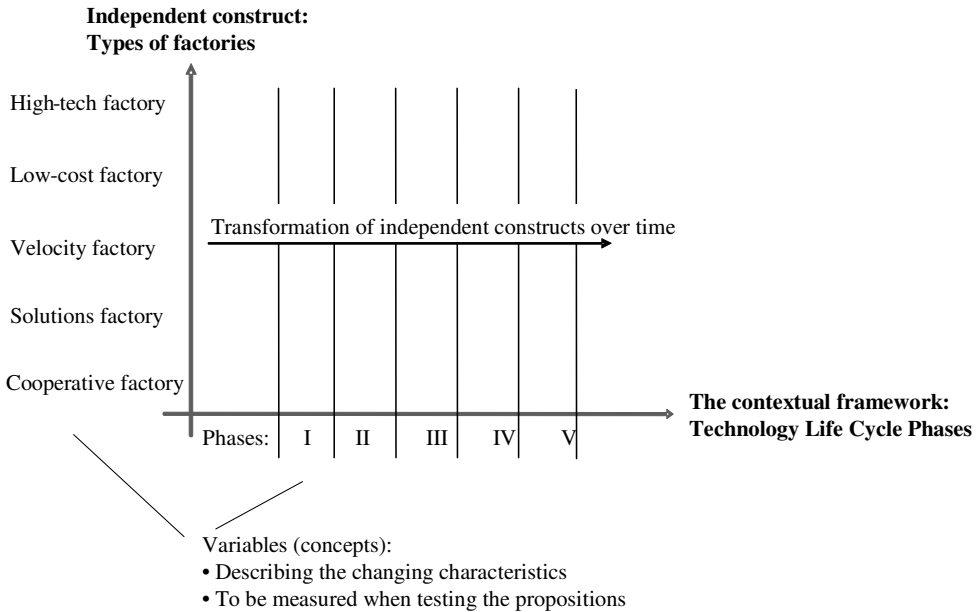 Independent construct:
Types of factories
High-tech factory
Low-cost factory
Transformation of independent constructs over time
Velocity factory
Solutions factory
Cooperative factory
The contextual framework:
Technology Life Cycle Phases
Phases: I II III IV V
Variables (concepts):
• Describing the changing characteristics
• To be measured when testing the propositions